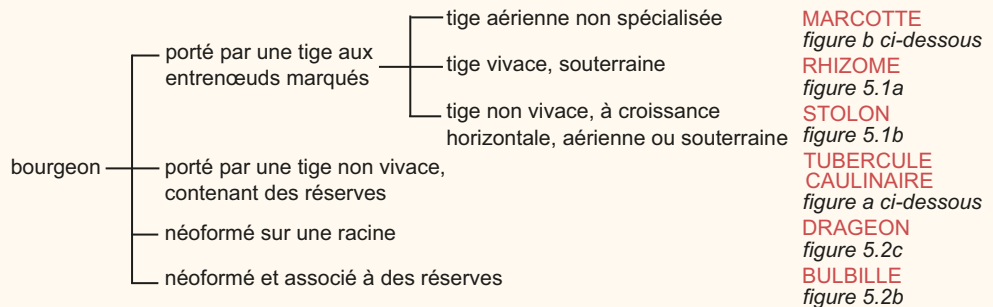 tige aérienne non spécialisée
MARCOTTE
figure b ci-dessous
porté par une tige aux
entrenœuds marqués
tige vivace, souterraine
RHIZOME
figure 5.1a
tige non vivace, à croissance
horizontale, aérienne ou souterraine
STOLON
figure 5.1b
bourgeon
porté par une tige non vivace,
contenant des réserves
TUBERCULE
CAULINAIRE
figure a ci-dessous
néoformé sur une racine
DRAGEON
figure 5.2c
néoformé et associé à des réserves
BULBILLE
figure 5.2b